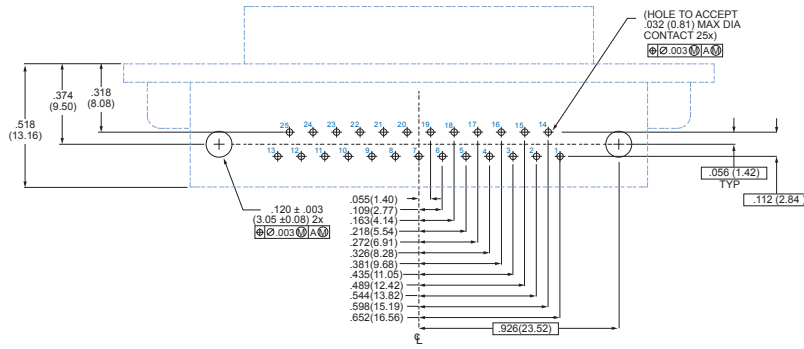 (HOLE TO ACCEPT
.032 (0.81) MAX DIA
CONTACT 25x)
⌖ Ø.003 Ⓜ A Ⓜ
.518
(13.16)
.374
(9.50)
.318
(8.08)
25 24 23 22 21 20 19 18 17 16 15 14
13 12 11 10 9 8 7 6 5 4 3 2 1
.056 (1.42)
TYP
.112 (2.84
.120 ± .003
(3.05 ±0.08) 2x
⌖ Ø.003 Ⓜ A Ⓜ
.055(1.40)
.109(2.77)
.163(4.14)
.218(5.54)
.272(6.91)
.326(8.28)
.381(9.68)
.435(11.05)
.489(12.42)
.544(13.82)
.598(15.19)
.652(16.56)
.926(23.52)
℄